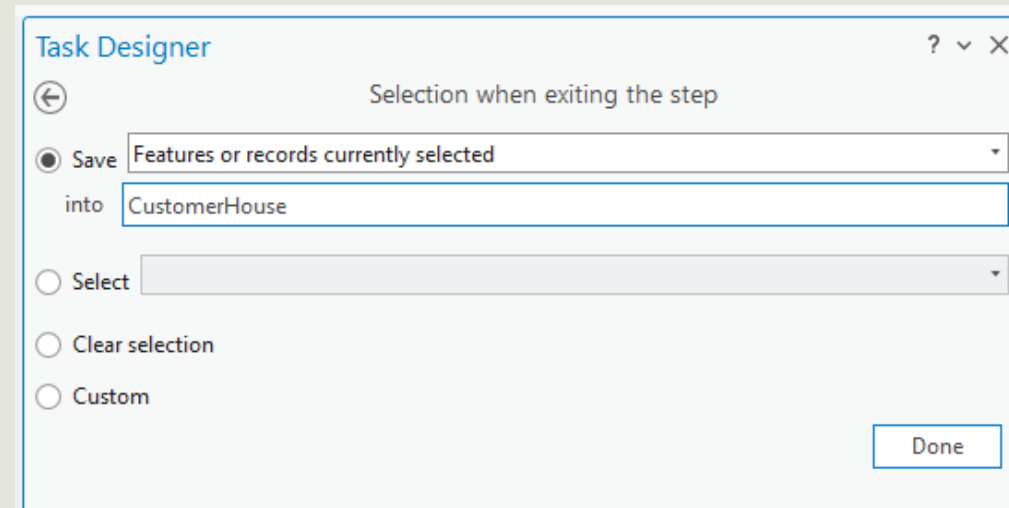 Task Designer ?
Selection when exiting the step
Save Features or records currently selected
into CustomerHouse
Select
Clear selection
Custom
Done